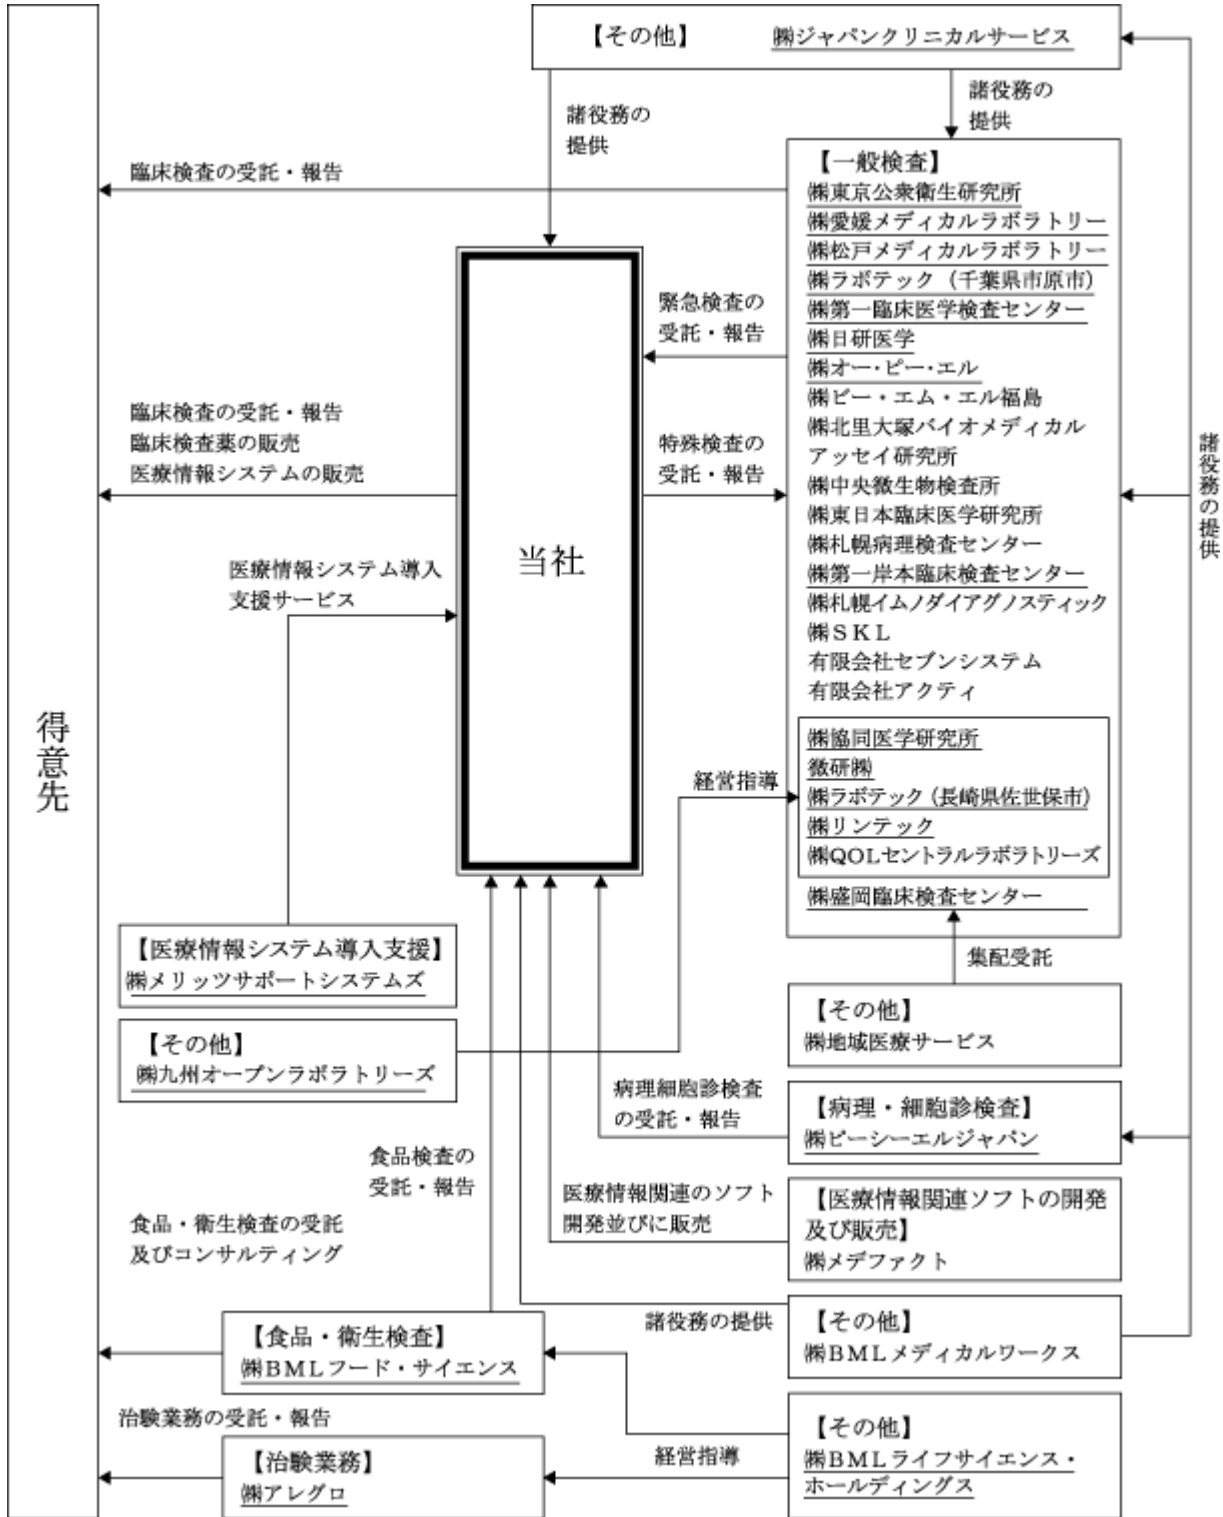 【その他】 ㈱ジャパンクリニカルサービス
諸役務の
提供
諸役務の
提供
臨床検査の受託・報告
【一般検査】
㈱東京公衆衛生研究所
㈱愛媛メディカルラボラトリー
㈱松戸メディカルラボラトリー
㈱ラボテック（千葉県市原市）
㈱第一臨床医学検査センター
㈱日研医学
㈱オー・ピー・エル
㈱ビー・エム・エル福島
㈱北里大塚バイオメディカル
アッセイ研究所
㈱中央微生物検査所
㈱東日本臨床医学研究所
㈱札幌病理検査センター
㈱第一岸本臨床検査センター
㈱札幌イムノダイアグノスティック
㈱ＳＫＬ
有限会社セブンシステム
有限会社アクティ
㈱協同医学研究所
微研㈱
㈱ラボテック（長崎県佐世保市）
㈱リンテック
㈱QOLセントラルラボラトリーズ
㈱盛岡臨床検査センター
緊急検査の
受託・報告
臨床検査の受託・報告
臨床検査薬の販売
医療情報システムの販売
特殊検査の
受託・報告
諸役務の提供
当社
医療情報システム導入
支援サービス
得意先
経営指導
【医療情報システム導入支援】
㈱メリッツサポートシステムズ
集配受託
【その他】
㈱地域医療サービス
【その他】
㈱九州オープンラボラトリーズ
病理細胞診検査
の受託・報告
【病理・細胞診検査】
㈱ピーシーエルジャパン
食品検査の
受託・報告
医療情報関連のソフト
開発並びに販売
【医療情報関連ソフトの開発
及び販売】
㈱メデファクト
食品・衛生検査の受託
及びコンサルティング
諸役務の提供
【その他】
㈱ＢＭＬメディカルワークス
【食品・衛生検査】
㈱ＢＭＬフード・サイエンス
治験業務の受託・報告
【治験業務】
㈱アレグロ
経営指導
【その他】
㈱ＢＭＬライフサイエンス・
ホールディングス